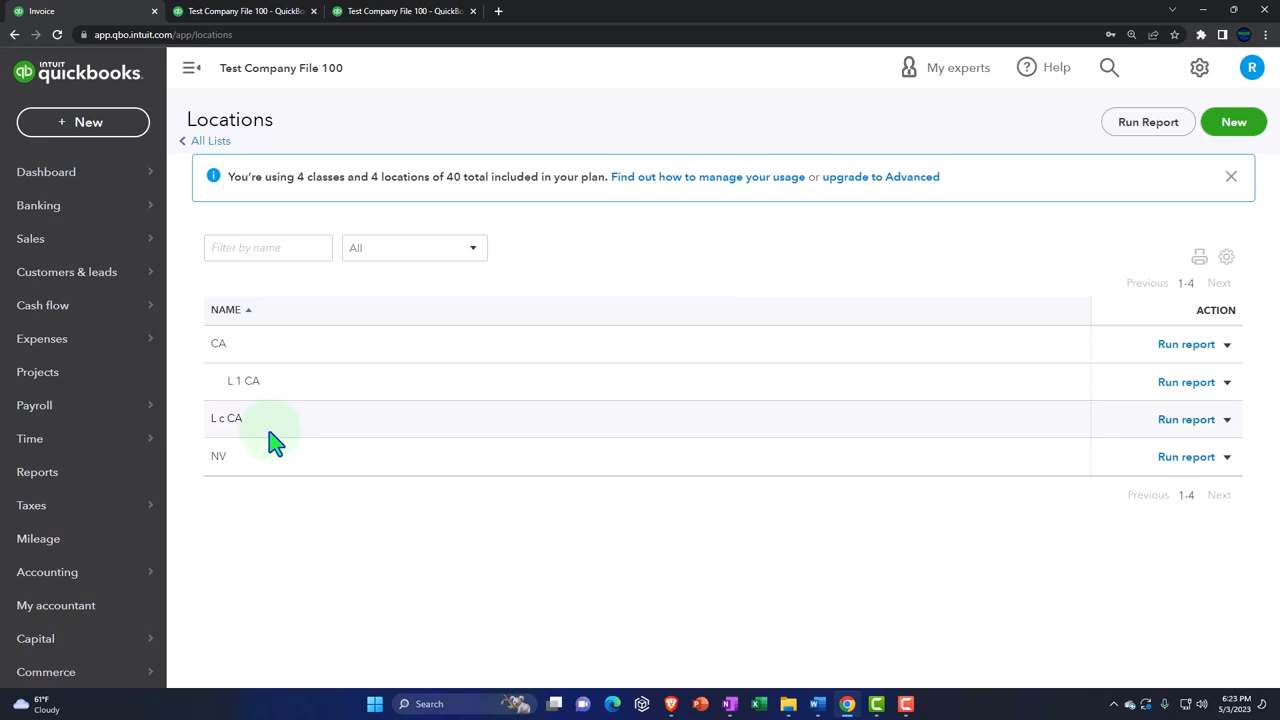 Invoice
Test Company File 100 - QuickBo
Test Company File 100 - QuickBo
app.qbo.intuit.com/app/locations
INTUIT
quickbooks.
Test Company File 100
My experts
Help
R
+ New
Locations
Run Report
New
All Lists
You're using 4 classes and 4 locations of 40 total included in your plan. Find out how to manage your usage or upgrade to Advanced
Dashboard
Banking
Sales
Customers & leads
Cash flow
Expenses
Projects
Payroll
Time
Reports
Taxes
Mileage
Accounting
My accountant
Capital
Commerce
Filter by name
All
Previous 1-4 Next
NAME
ACTION
CA
Run report
L 1 CA
Run report
L c CA
Run report
NV
Run report
Previous 1-4 Next
61°F
Cloudy
Search
6:23 PM
5/3/2023